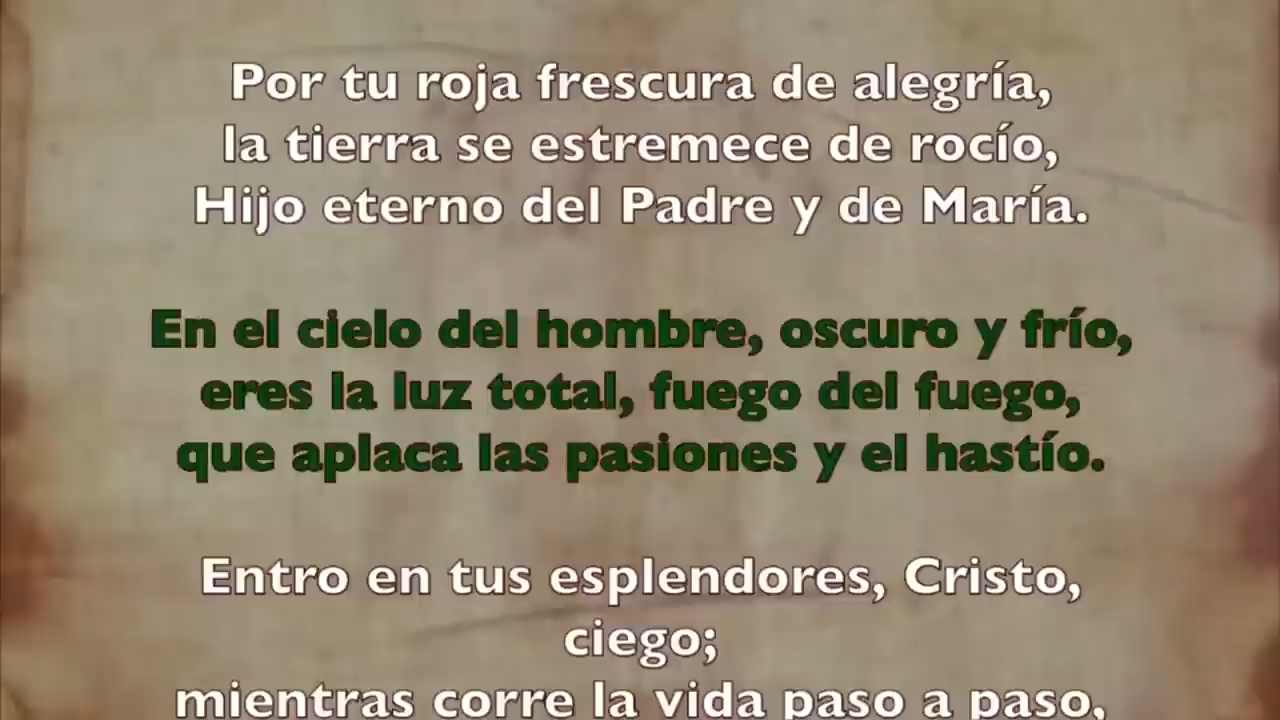 Por tu roja frescura de alegría,
la tierra se estremece de rocío,
Hijo eterno del Padre y de María.
En el cielo del hombre, oscuro y frío,
eres la luz total, fuego del fuego,
que aplaca las pasiones y el hastío.
Entro en tus esplendores, Cristo,
ciego;
mientras corre la vida paso a paso,